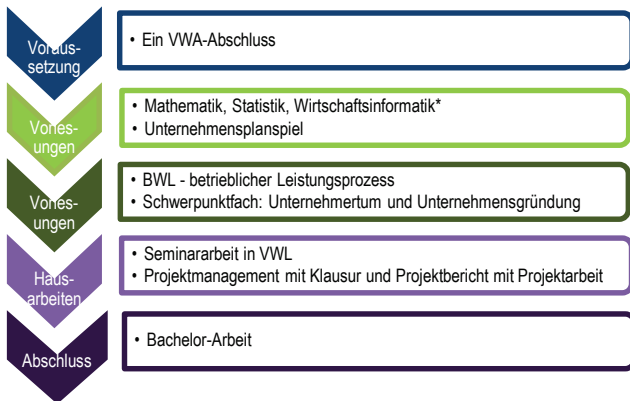 Voraus-
setzung
• Ein VWA-Abschluss
Vorles-
ungen
• Mathematik, Statistik, Wirtschaftsinformatik*
• Unternehmensplanspiel
Vorles-
ungen
• BWL - betrieblicher Leistungsprozess
• Schwerpunktfach: Unternehmertum und Unternehmensgründung
Haus-
arbeiten
• Seminararbeit in VWL
• Projektmanagement mit Klausur und Projektbericht mit Projektarbeit
Abschluss
• Bachelor-Arbeit